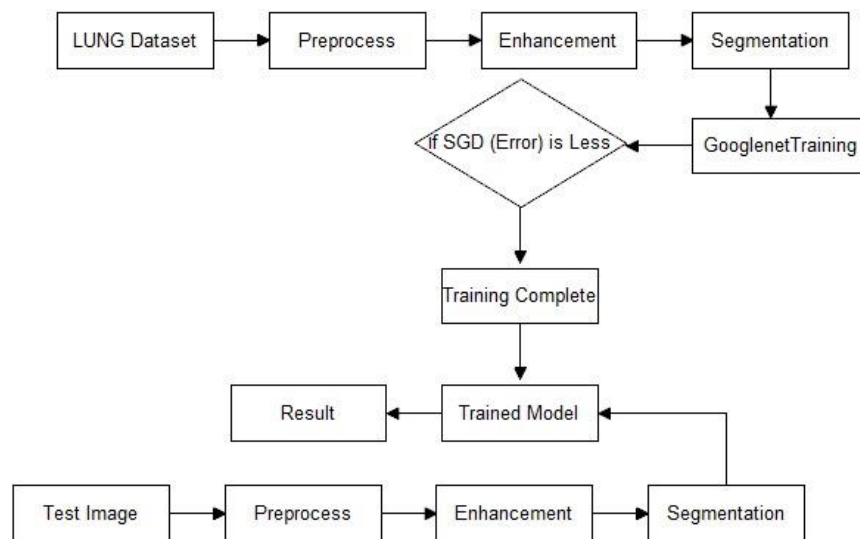 LUNG Dataset
Preprocess
Enhancement
Segmentation
If SGD (Error) is Less
GooglenetTraining
Training Complete
Result
Trained Model
Test Image
Preprocess
Enhancement
Segmentation